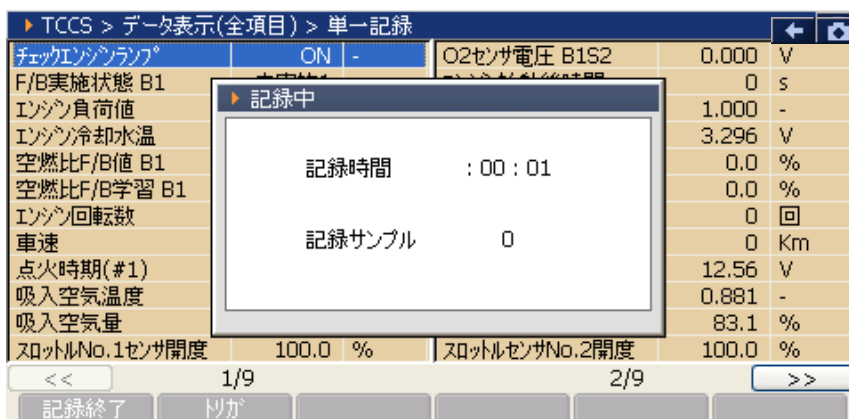 TCCS > データ表示(全項目) > 単一記録
チェックエンジンランプ ON -
O2センサ電圧 B1S2 0.000 V
F/B実施状態 B1
0 s
エンジン負荷値
1.000 -
エンジン冷却水温
3.296 V
空燃比F/B値 B1
0.0 %
空燃比F/B学習 B1
0.0 %
エンジン回転数
0 回
車速
0 Km
点火時期(#1)
12.56 V
吸入空気温度
0.881 -
吸入空気量
83.1 %
スロットルNo.1センサ開度 100.0 %
スロットルセンサNo.2開度 100.0 %
記録中
記録時間 :00 : 01
記録サンプル 0
<< 1/9 2/9 >>
記録終了 トリガ